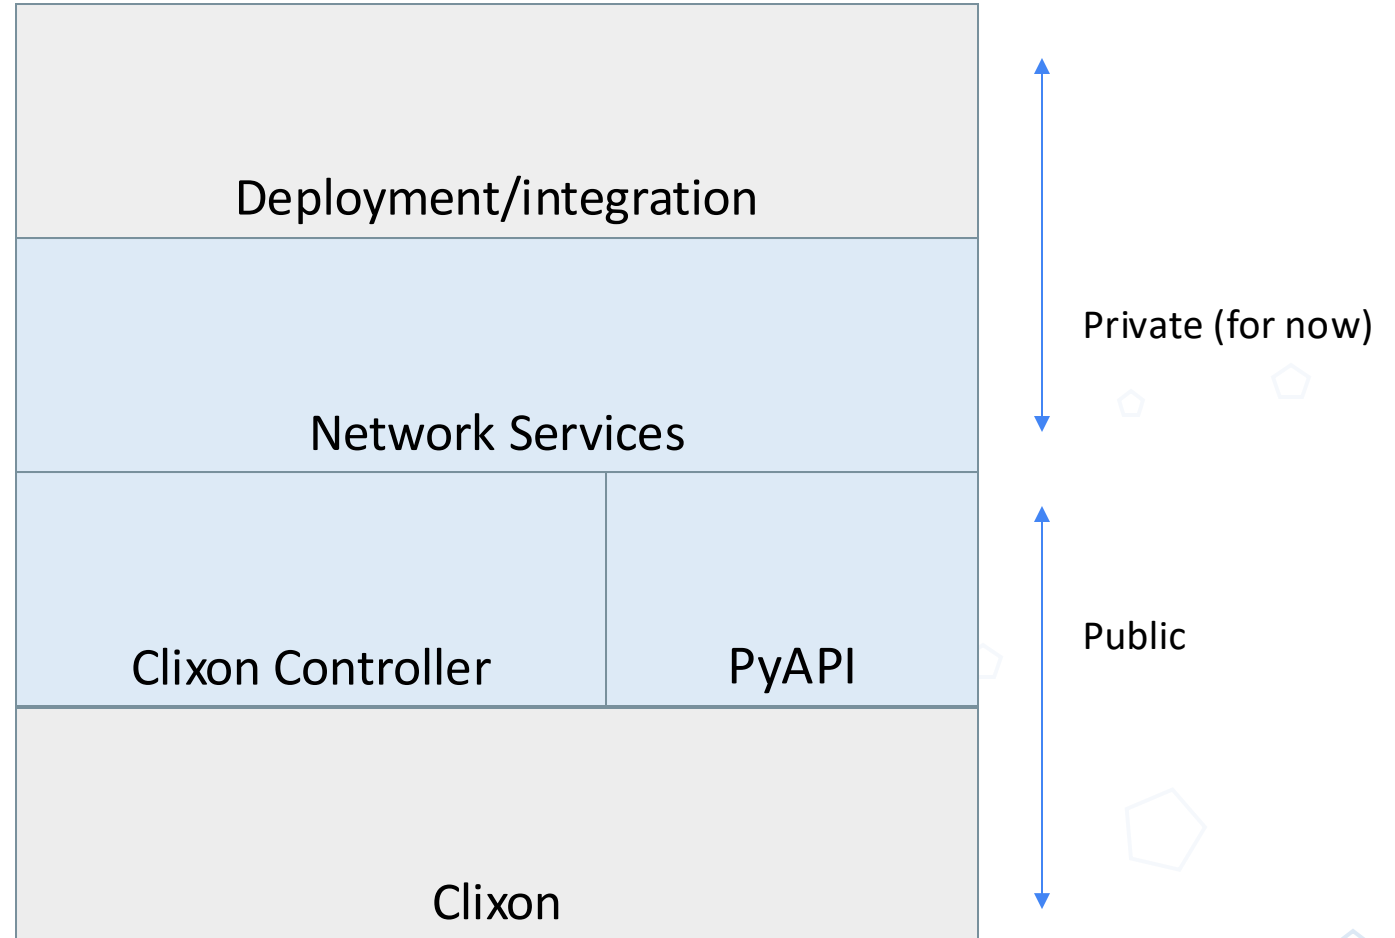 Deployment/integration
Private (for now)
Network Services
Public
Clixon Controller
PyAPI
Clixon